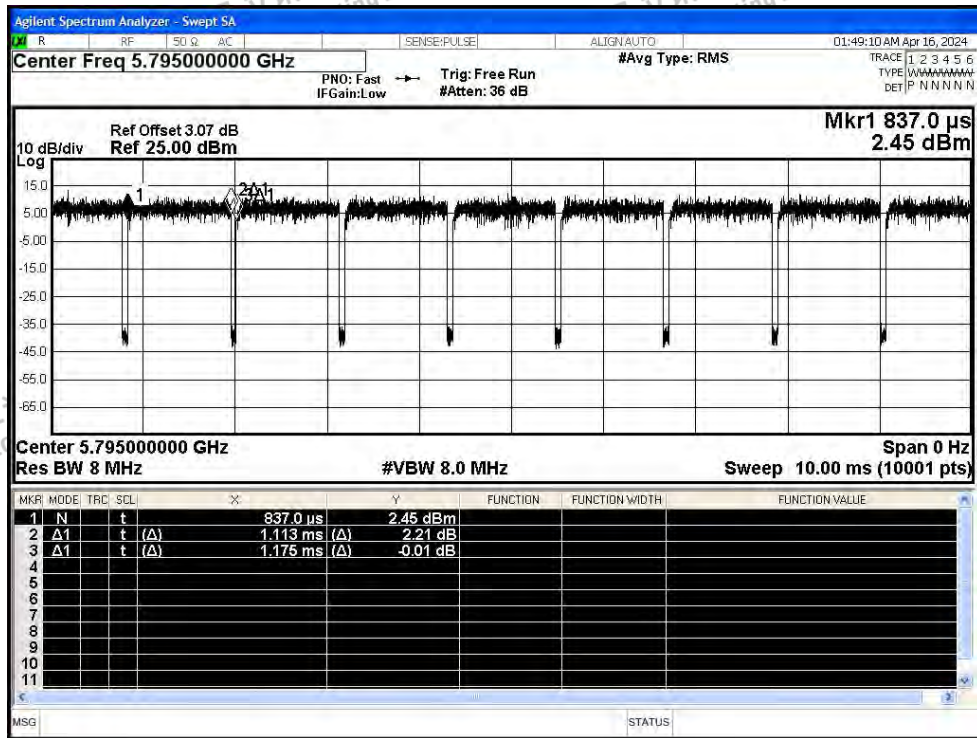 Agilent Spectrum Analyzer - Swept SA
LXI R RF 50 Ω AC SENSE:PULSE ALIGN AUTO 01:49:10 AM Apr 16, 2024
Center Freq 5.795000000 GHz #Avg Type: RMS TRACE 1 2 3 4 5 6
PNO: Fast Trig: Free Run TYPE WWWWWW
IFGain:Low #Atten: 36 dB DET P N N N N N
Ref Offset 3.07 dB Mkr1 837.0 µs
10 dB/div Ref 25.00 dBm 2.45 dBm
Log
15.0
1 2Δ1
5.00
-5.00
-15.0
-25.0
-35.0
-45.0
-55.0
-65.0
Center 5.795000000 GHz Span 0 Hz
Res BW 8 MHz #VBW 8.0 MHz Sweep 10.00 ms (10001 pts)
MKR MODE TRC SCL X Y FUNCTION FUNCTION WIDTH FUNCTION VALUE
1 N t 837.0 µs 2.45 dBm
2 Δ1 t (Δ) 1.113 ms (Δ) 2.21 dB
3 Δ1 t (Δ) 1.175 ms (Δ) -0.01 dB
4
5
6
7
8
9
10
11
MSG STATUS